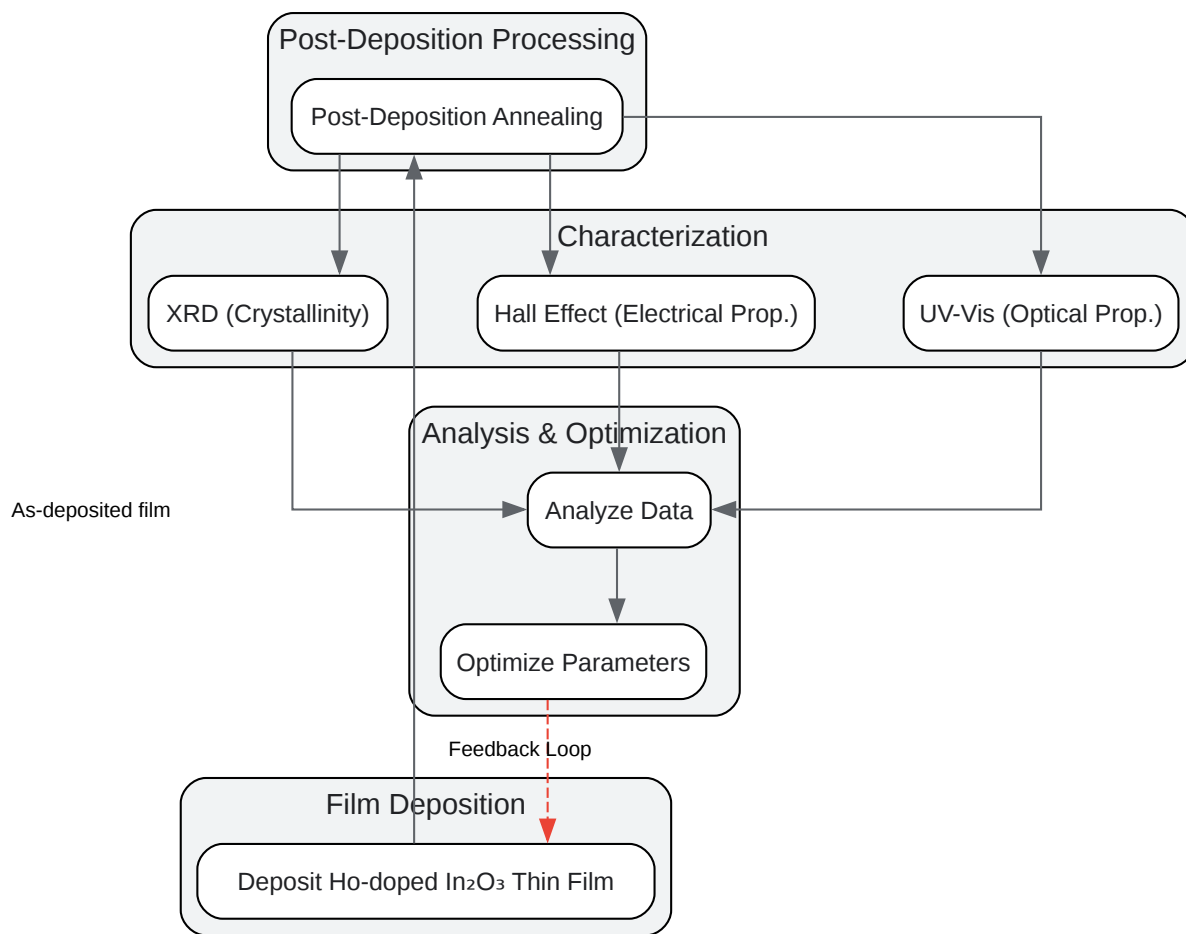 Post-Deposition Processing
Post-Deposition Annealing
Characterization
XRD (Crystallinity)
Hall Effect (Electrical Prop.)
UV-Vis (Optical Prop.)
Analysis & Optimization
As-deposited film
Analyze Data
Optimize Parameters
Feedback Loop
Film Deposition
Deposit Ho-doped In₂O₃ Thin Film